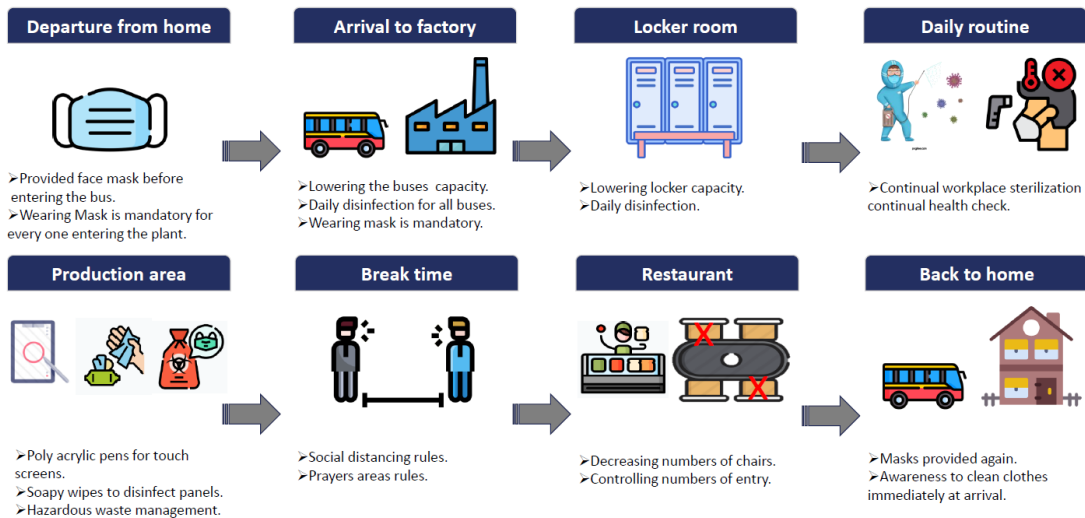 Departure from home
Arrival to factory
Locker room
Daily routine
➢Provided face mask before
entering the bus.
➢Wearing Mask is mandatory for
every one entering the plant.
➢Lowering the buses capacity.
➢Daily disinfection for all buses.
➢Wearing mask is mandatory.
➢Lowering locker capacity.
➢Daily disinfection.
➢Continual workplace sterilization
continual health check.
Production area
Break time
Restaurant
Back to home
➢Poly acrylic pens for touch
screens.
➢Soapy wipes to disinfect panels.
➢Hazardous waste management.
➢Social distancing rules.
➢Prayers areas rules.
➢Decreasing numbers of chairs.
➢Controlling numbers of entry.
➢Masks provided again.
➢Awareness to clean clothes
immediately at arrival.